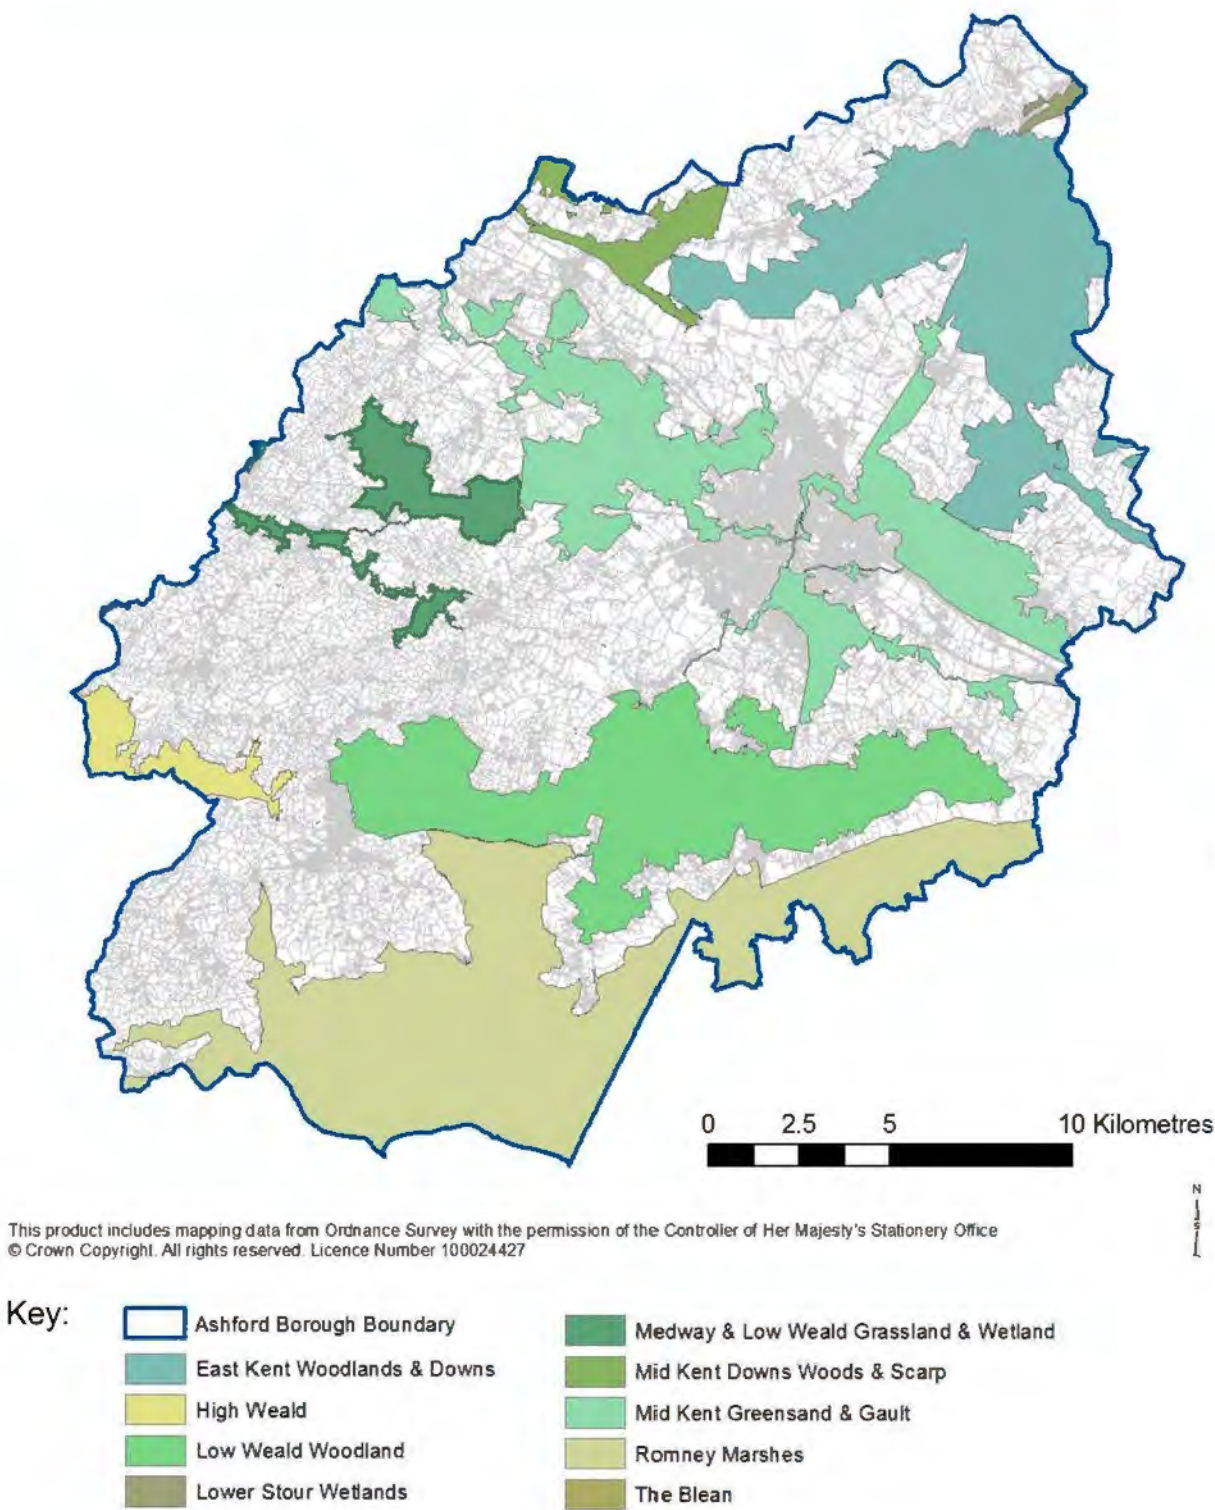 0 2.5 5 10 Kilometres
N
This product includes mapping data from Ordnance Survey with the permission of the Controller of Her Majesty's Stationery Office
© Crown Copyright. All rights reserved. Licence Number 100024427
Key:
Ashford Borough Boundary
East Kent Woodlands & Downs
High Weald
Low Weald Woodland
Lower Stour Wetlands
Medway & Low Weald Grassland & Wetland
Mid Kent Downs Woods & Scarp
Mid Kent Greensand & Gault
Romney Marshes
The Blean